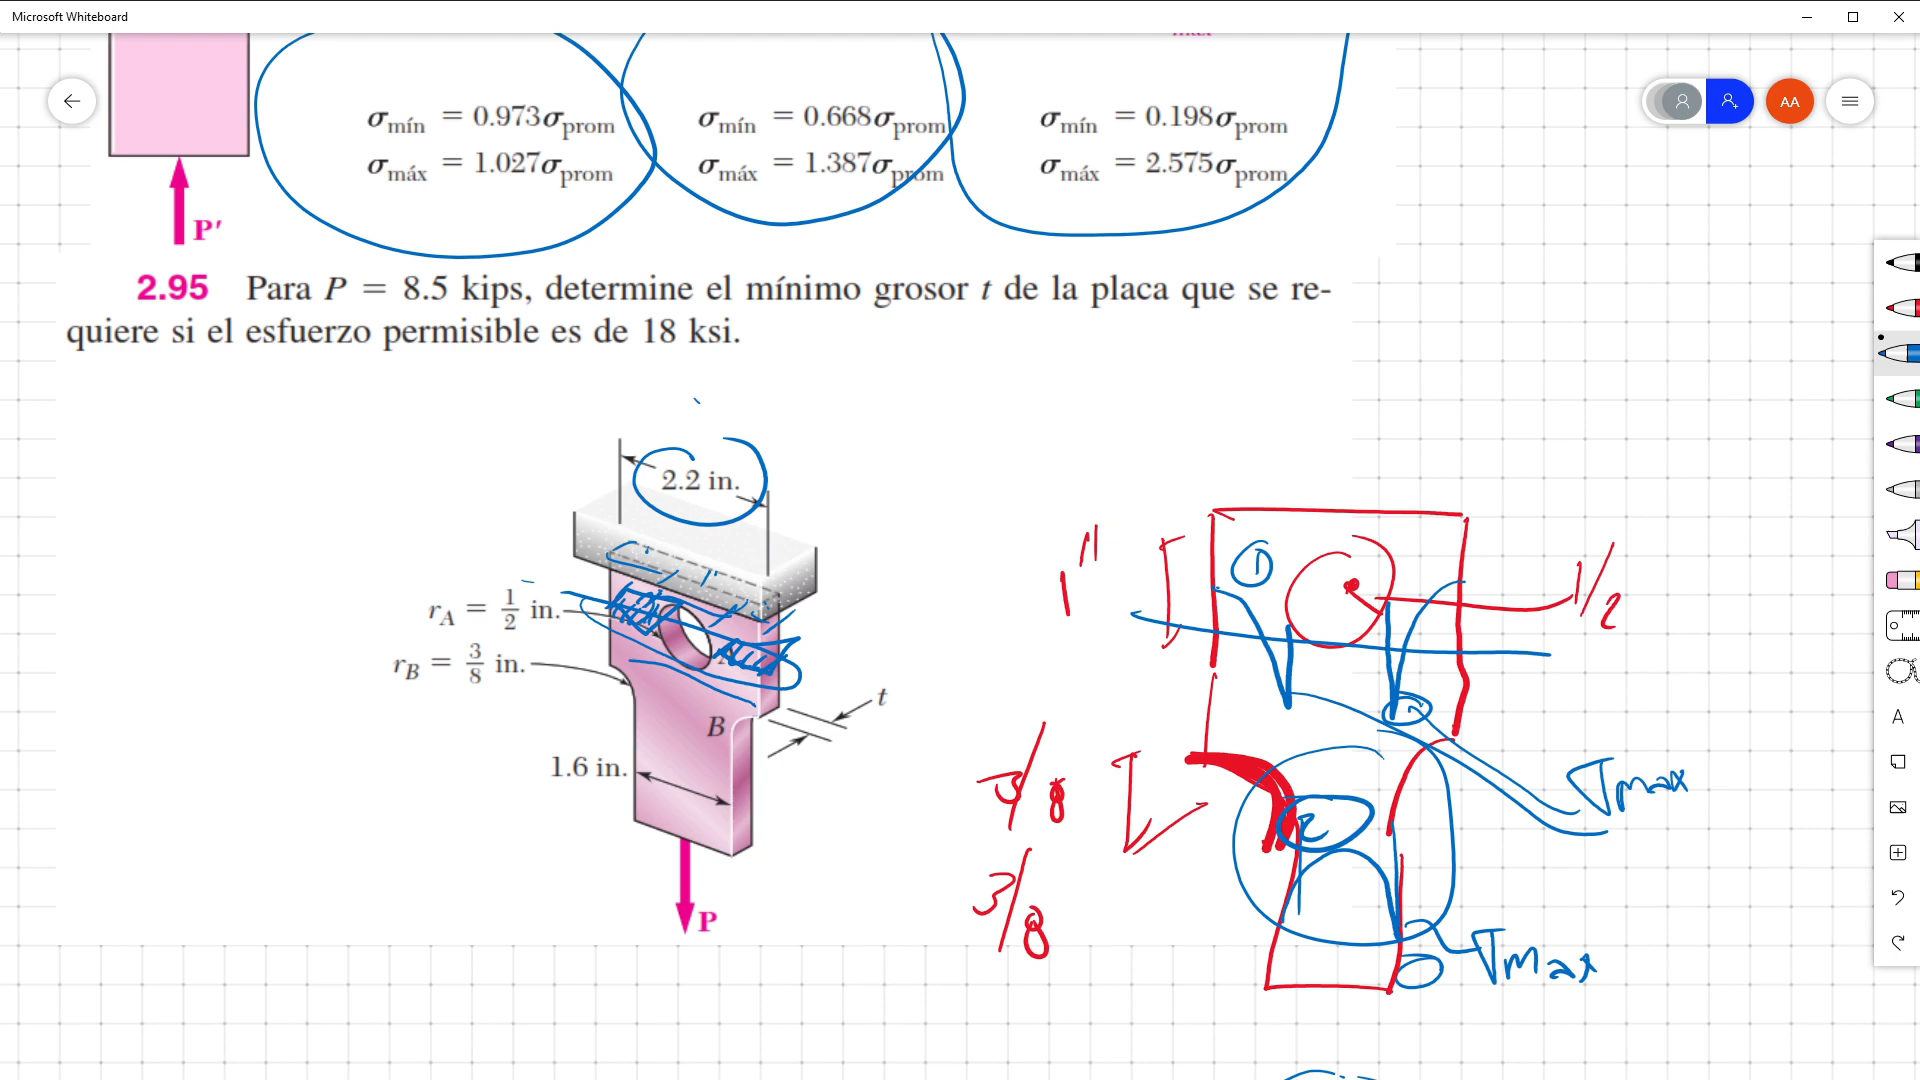 Microsoft Whiteboard
AA
σmín = 0.973σprom
σmáx = 1.027σprom
σmín = 0.668σprom
σmáx = 1.387σprom
σmín = 0.198σprom
σmáx = 2.575σprom
P′
2.95 Para P = 8.5 kips, determine el mínimo grosor t de la placa que se re-
quiere si el esfuerzo permisible es de 18 ksi.
2.2 in.
rA = 1/2 in.
rB = 3/8 in.
B
t
1.6 in.
P
1"
1
1/2
3/8
3/8
2
σmax
σmax
A